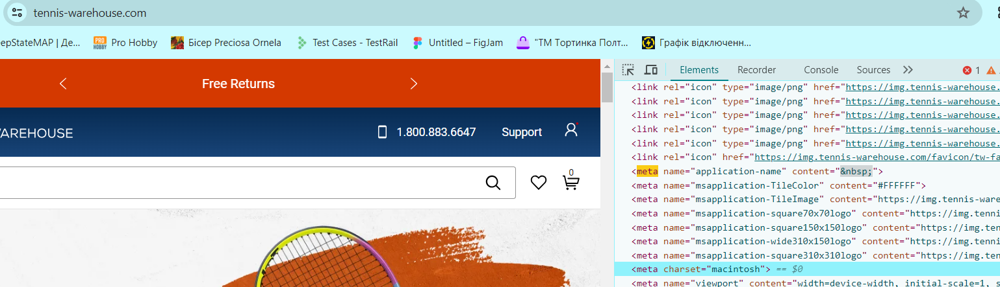 tennis-warehouse.com
epStateMAP | Де... Pro Hobby Бісер Preciosa Ornela Test Cases - TestRail Untitled – FigJam "ТМ Тортинка Полт... Графік відключенн...
Free Returns
WAREHOUSE 1.800.883.6647 Support
0
Elements Recorder Console Sources 1
<link rel="icon" type="image/png" href="https://img.tennis-warehouse.
<link rel="icon" type="image/png" href="https://img.tennis-warehouse.
<link rel="icon" type="image/png" href="https://img.tennis-warehouse.
<link rel="icon" type="image/png" href="https://img.tennis-warehouse.
<link rel="icon" type="image/png" href="https://img.tennis-warehouse.
<link rel="icon" href="https://img.tennis-warehouse.com/favicon/tw-fa
<meta name="application-name" content="&nbsp;">
<meta name="msapplication-TileColor" content="#FFFFFF">
<meta name="msapplication-TileImage" content="https://img.tennis-ware
<meta name="msapplication-square70x70logo" content="https://img.tenni
<meta name="msapplication-square150x150logo" content="https://img.ten
<meta name="msapplication-wide310x150logo" content="https://img.tenni
<meta name="msapplication-square310x310logo" content="https://img.ten
<meta charset="macintosh"> == $0
<meta name="viewport" content="width=device-width, initial-scale=1, s